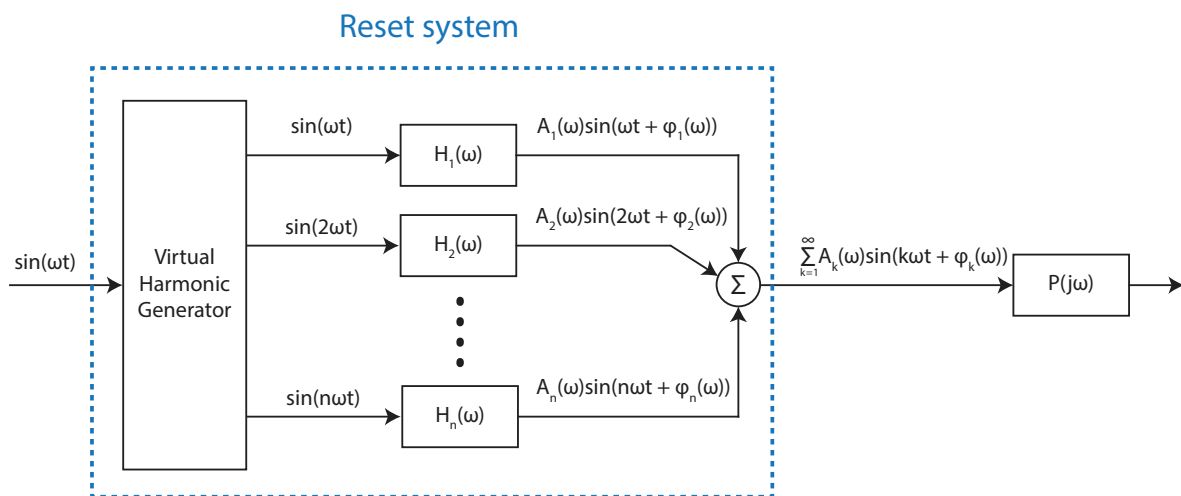 Reset system
sin(ωt)
Virtual
Harmonic
Generator
sin(ωt)
H₁(ω)
A₁(ω)sin(ωt + φ₁(ω))
sin(2ωt)
H₂(ω)
A₂(ω)sin(2ωt + φ₂(ω))
sin(nωt)
Hₙ(ω)
Aₙ(ω)sin(nωt + φₙ(ω))
Σ
∞
Σ Aₖ(ω)sin(kωt + φₖ(ω))
k=1
P(jω)